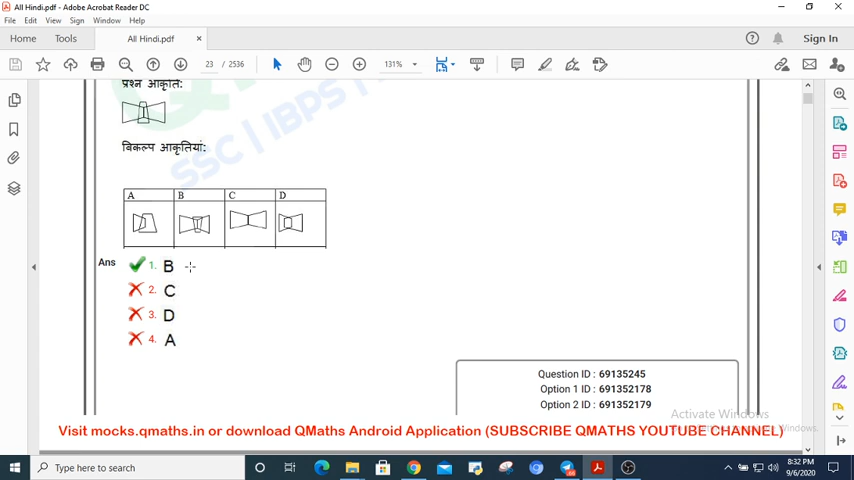 All Hindi.pdf - Adobe Acrobat Reader DC
File Edit View Sign Window Help
Home Tools All Hindi.pdf × Sign In
23 / 2536 131%
प्रश्न आकृति:
SSC | IBPS |
विकल्प आकृतियां:
A B C D
Ans 1. B
2. C
3. D
4. A
Question ID : 69135245
Option 1 ID : 691352178
Option 2 ID : 691352179
Activate Windows
Visit mocks.qmaths.in or download QMaths Android Application (SUBSCRIBE QMATHS YOUTUBE CHANNEL)
Type here to search
8:32 PM
9/6/2020